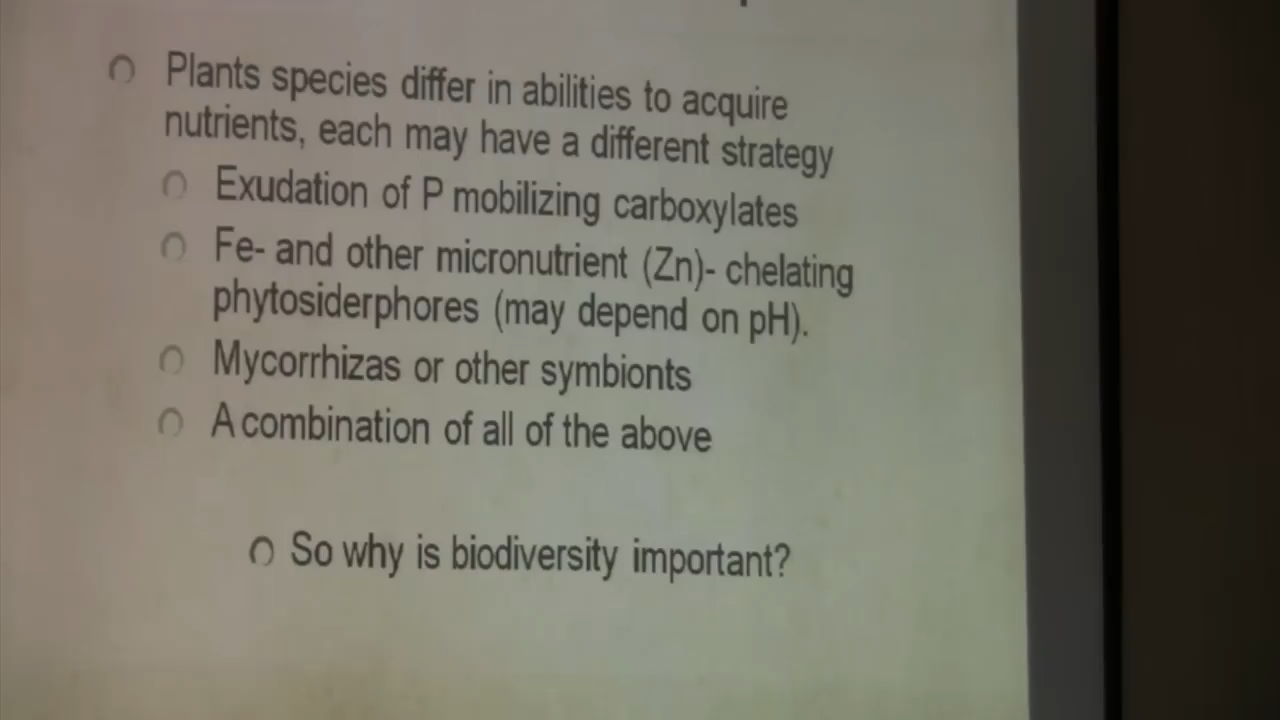 Plants species differ in abilities to acquire
nutrients, each may have a different strategy
Exudation of P mobilizing carboxylates
Fe- and other micronutrient (Zn)- chelating
phytosiderphores (may depend on pH).
Mycorrhizas or other symbionts
A combination of all of the above
So why is biodiversity important?